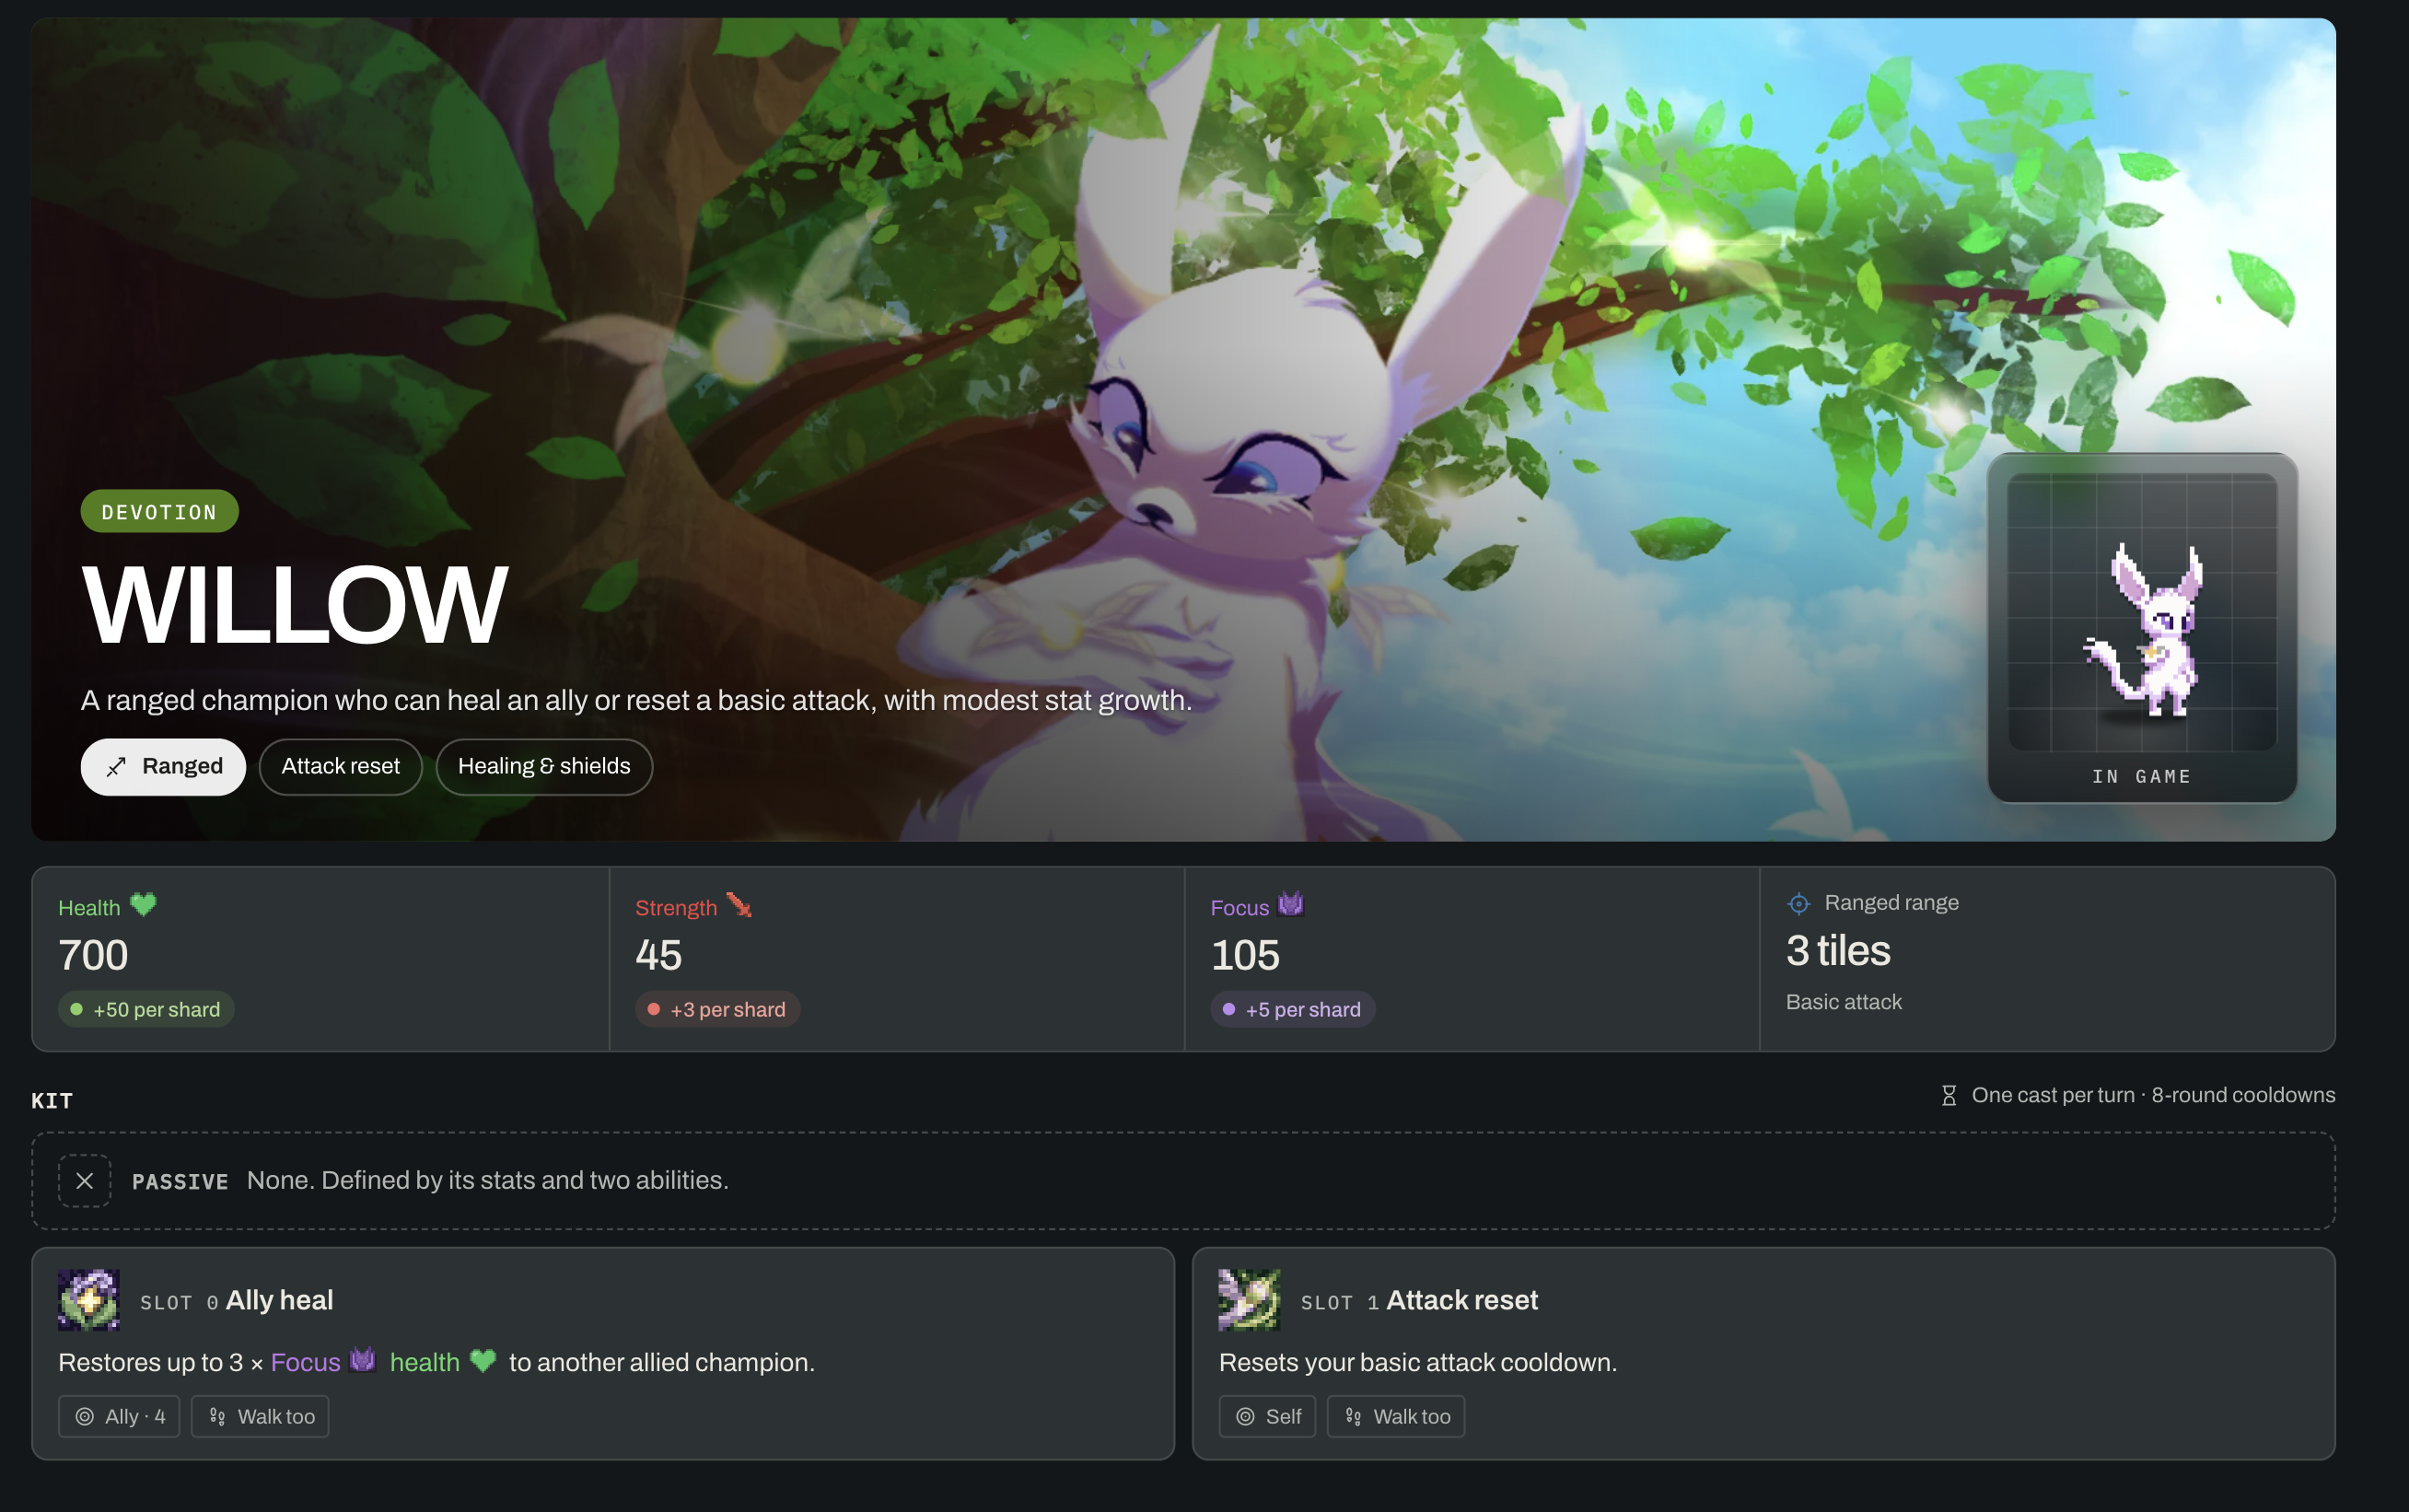 DEVOTION
WILLOW
A ranged champion who can heal an ally or reset a basic attack, with modest stat growth.
Ranged
Attack reset
Healing & shields
IN GAME
Health
700
+50 per shard
Strength
45
+3 per shard
Focus
105
+5 per shard
Ranged range
3 tiles
Basic attack
KIT
One cast per turn · 8-round cooldowns
PASSIVE None. Defined by its stats and two abilities.
SLOT 0 Ally heal
Restores up to 3 × Focus health to another allied champion.
Ally · 4
Walk too
SLOT 1 Attack reset
Resets your basic attack cooldown.
Self
Walk too